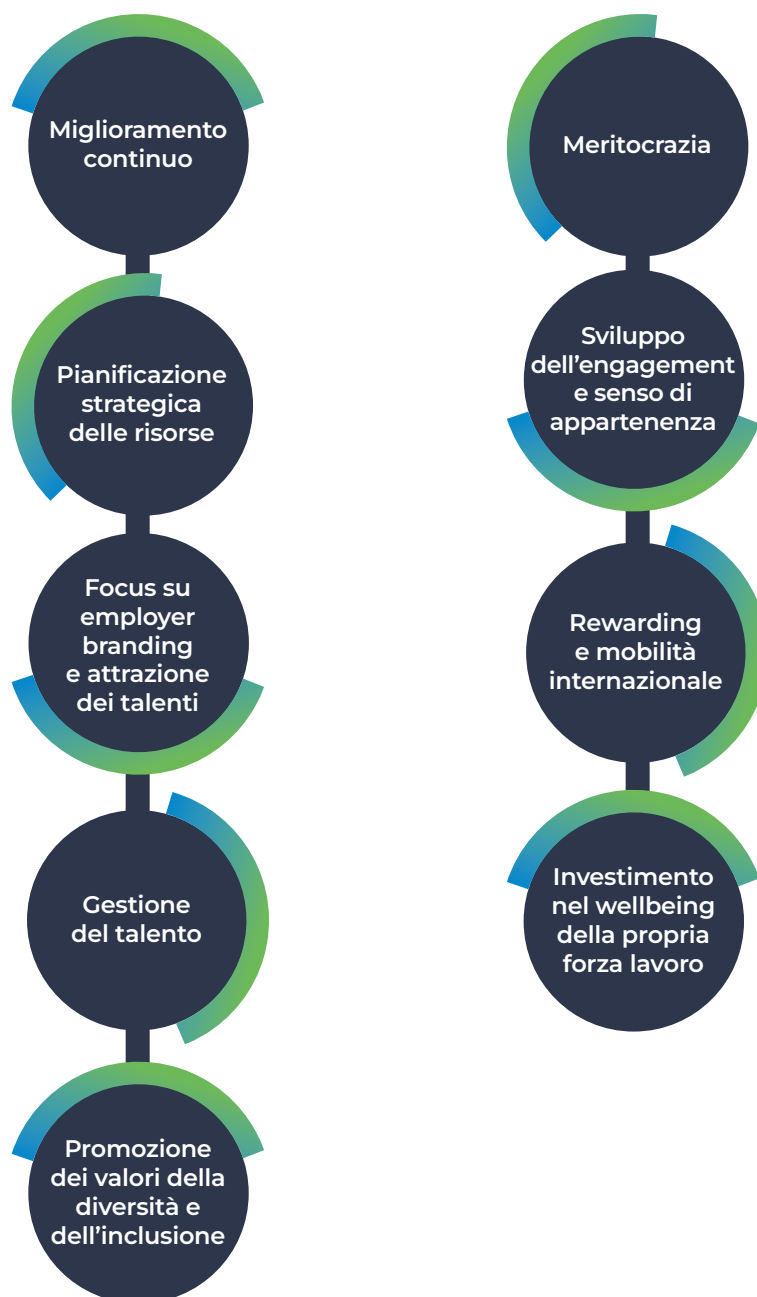 Miglioramento
continuo
Pianificazione
strategica
delle risorse
Focus su
employer
branding
e attrazione
dei talenti
Gestione
del talento
Promozione
dei valori della
diversità e
dell’inclusione
Meritocrazia
Sviluppo
dell’engagement
e senso di
appartenenza
Rewarding
e mobilità
internazionale
Investimento
nel wellbeing
della propria
forza lavoro